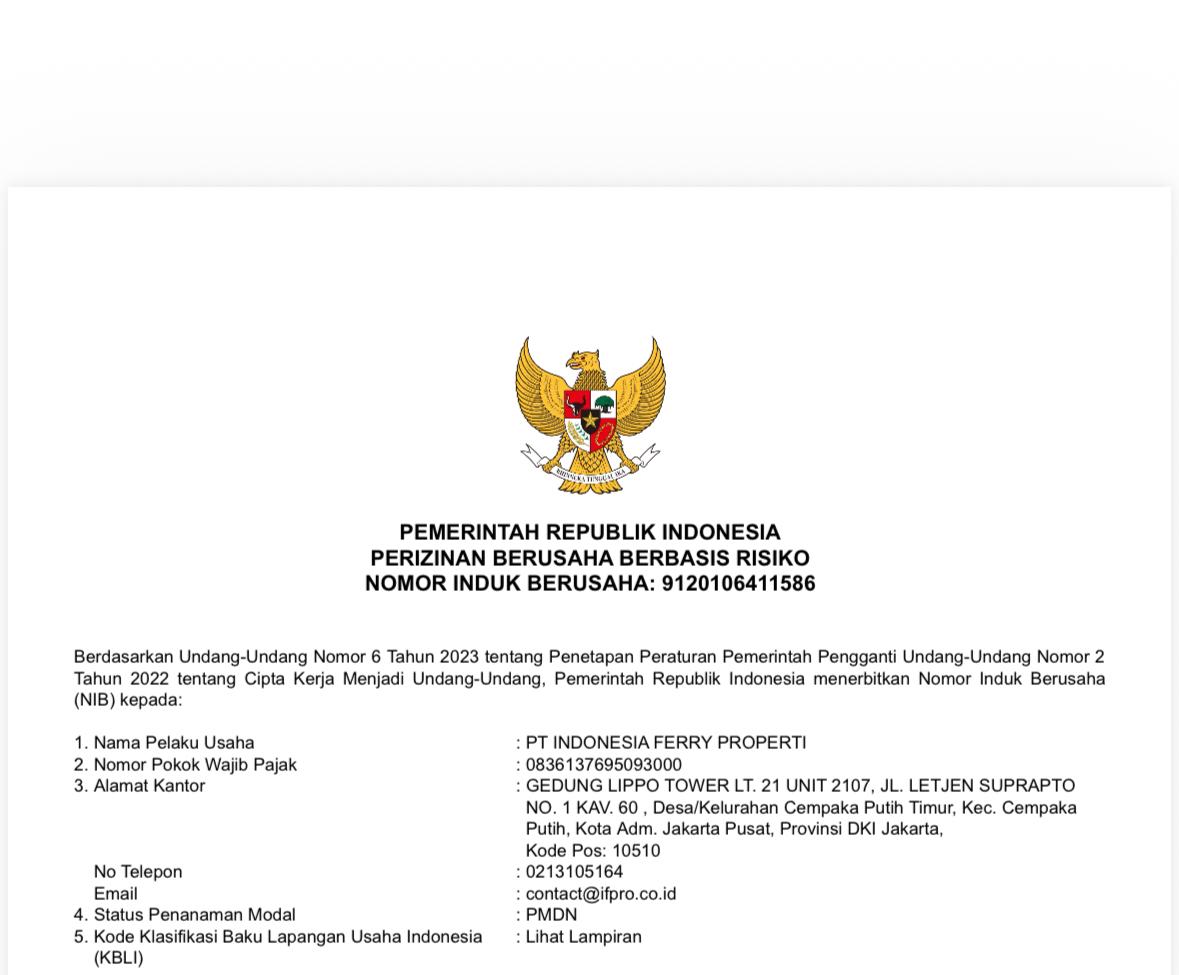 BHINNEKA TUNGGAL IKA
PEMERINTAH REPUBLIK INDONESIA
PERIZINAN BERUSAHA BERBASIS RISIKO
NOMOR INDUK BERUSAHA: 9120106411586
Berdasarkan Undang-Undang Nomor 6 Tahun 2023 tentang Penetapan Peraturan Pemerintah Pengganti Undang-Undang Nomor 2
Tahun 2022 tentang Cipta Kerja Menjadi Undang-Undang, Pemerintah Republik Indonesia menerbitkan Nomor Induk Berusaha
(NIB) kepada:
1. Nama Pelaku Usaha : PT INDONESIA FERRY PROPERTI
2. Nomor Pokok Wajib Pajak : 0836137695093000
3. Alamat Kantor : GEDUNG LIPPO TOWER LT. 21 UNIT 2107, JL. LETJEN SUPRAPTO
NO. 1 KAV. 60 , Desa/Kelurahan Cempaka Putih Timur, Kec. Cempaka
Putih, Kota Adm. Jakarta Pusat, Provinsi DKI Jakarta,
Kode Pos: 10510
No Telepon : 0213105164
Email : contact@ifpro.co.id
4. Status Penanaman Modal : PMDN
5. Kode Klasifikasi Baku Lapangan Usaha Indonesia : Lihat Lampiran
(KBLI)